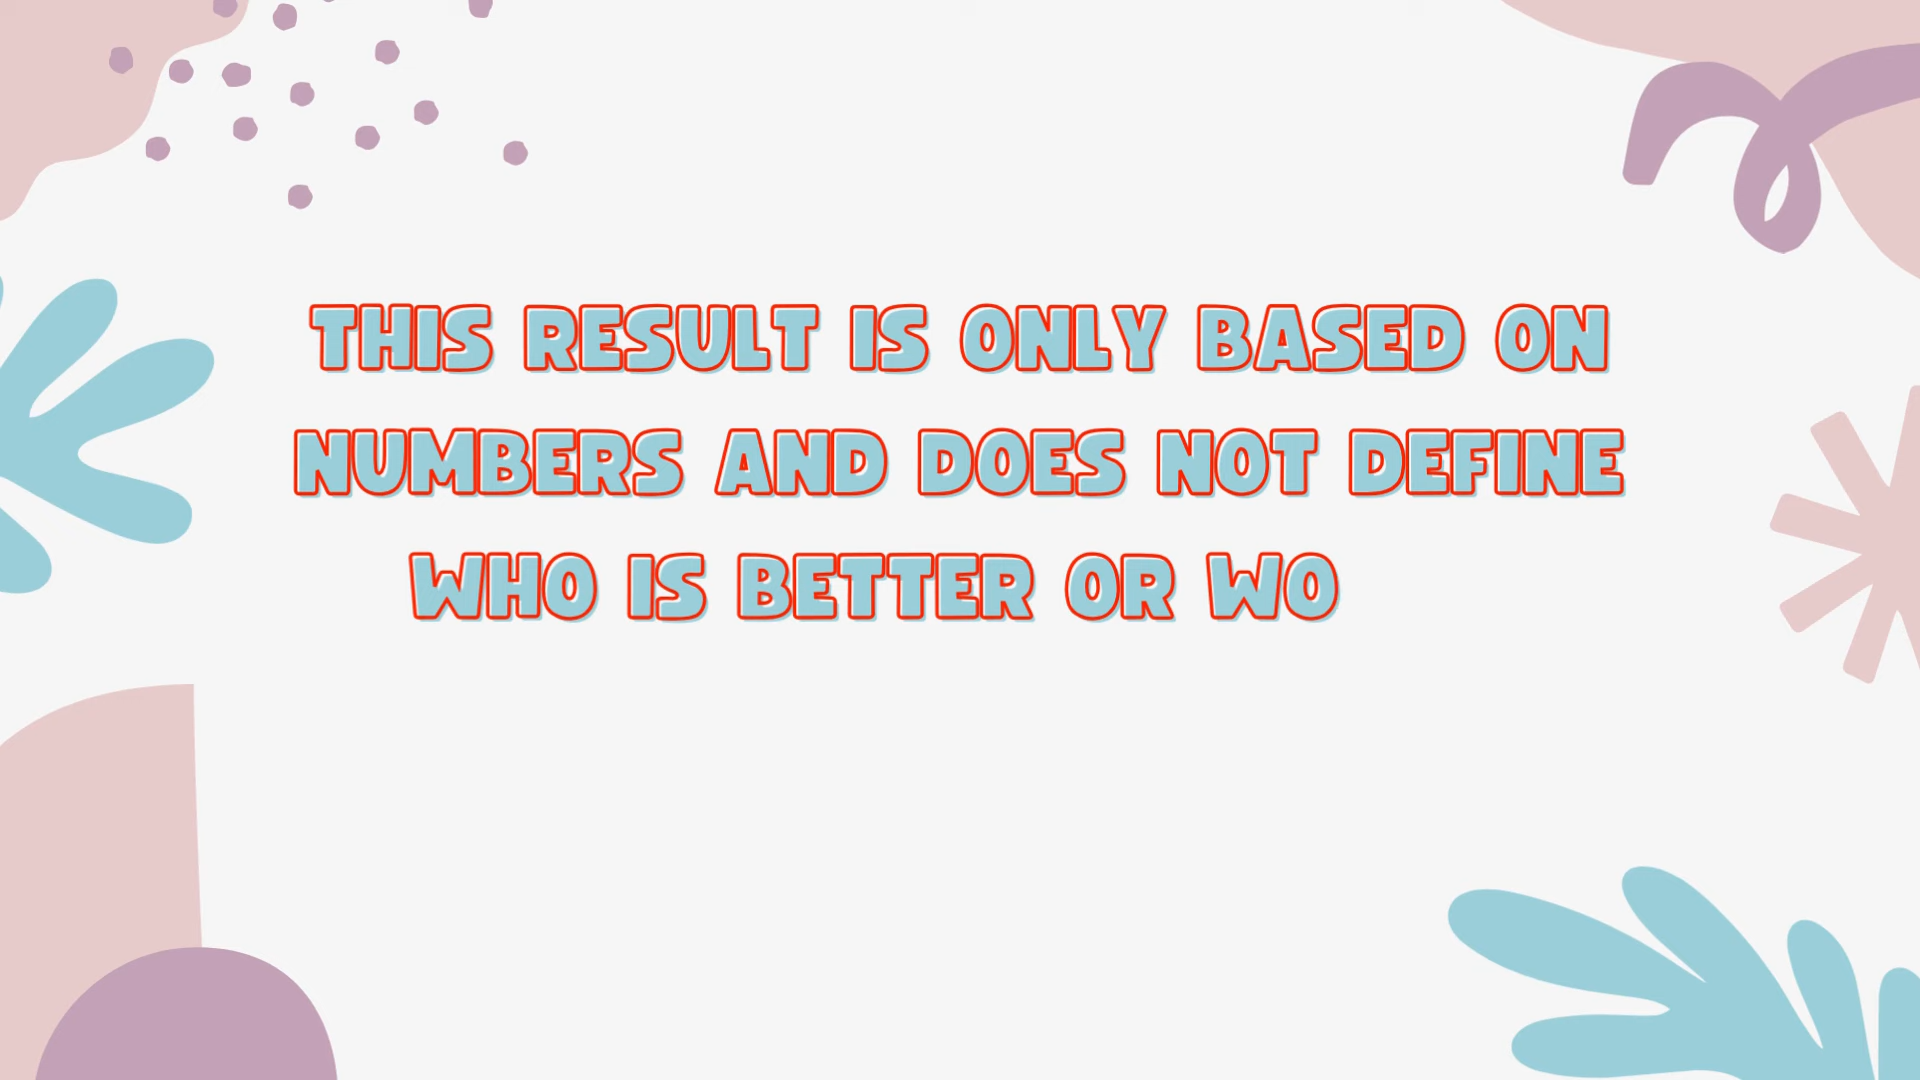 THIS RESULT IS ONLY BASED ON
NUMBERS AND DOES NOT DEFINE
WHO IS BETTER OR WO